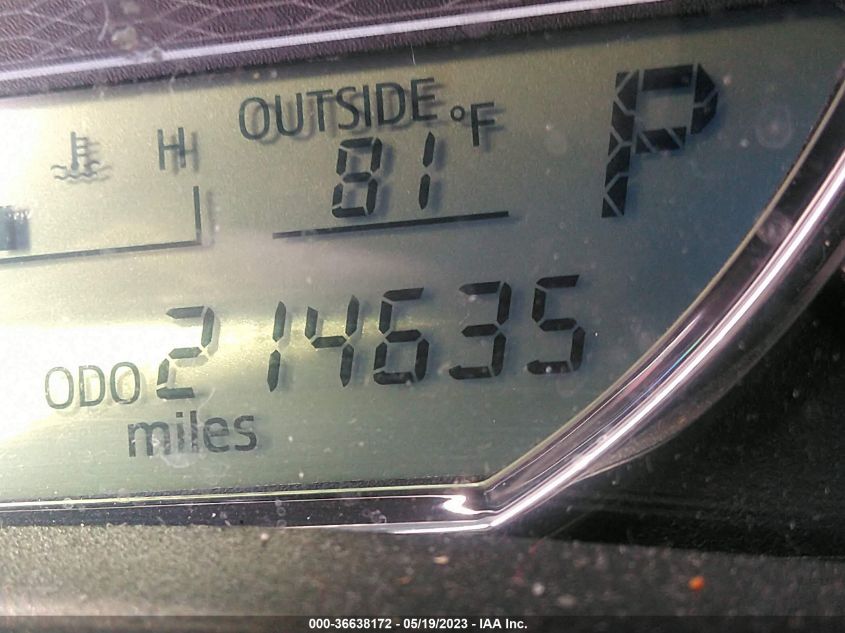 OUTSIDE °F
H 81 P
ODO 214635
miles
000-36638172 - 05/19/2023 - IAA Inc.